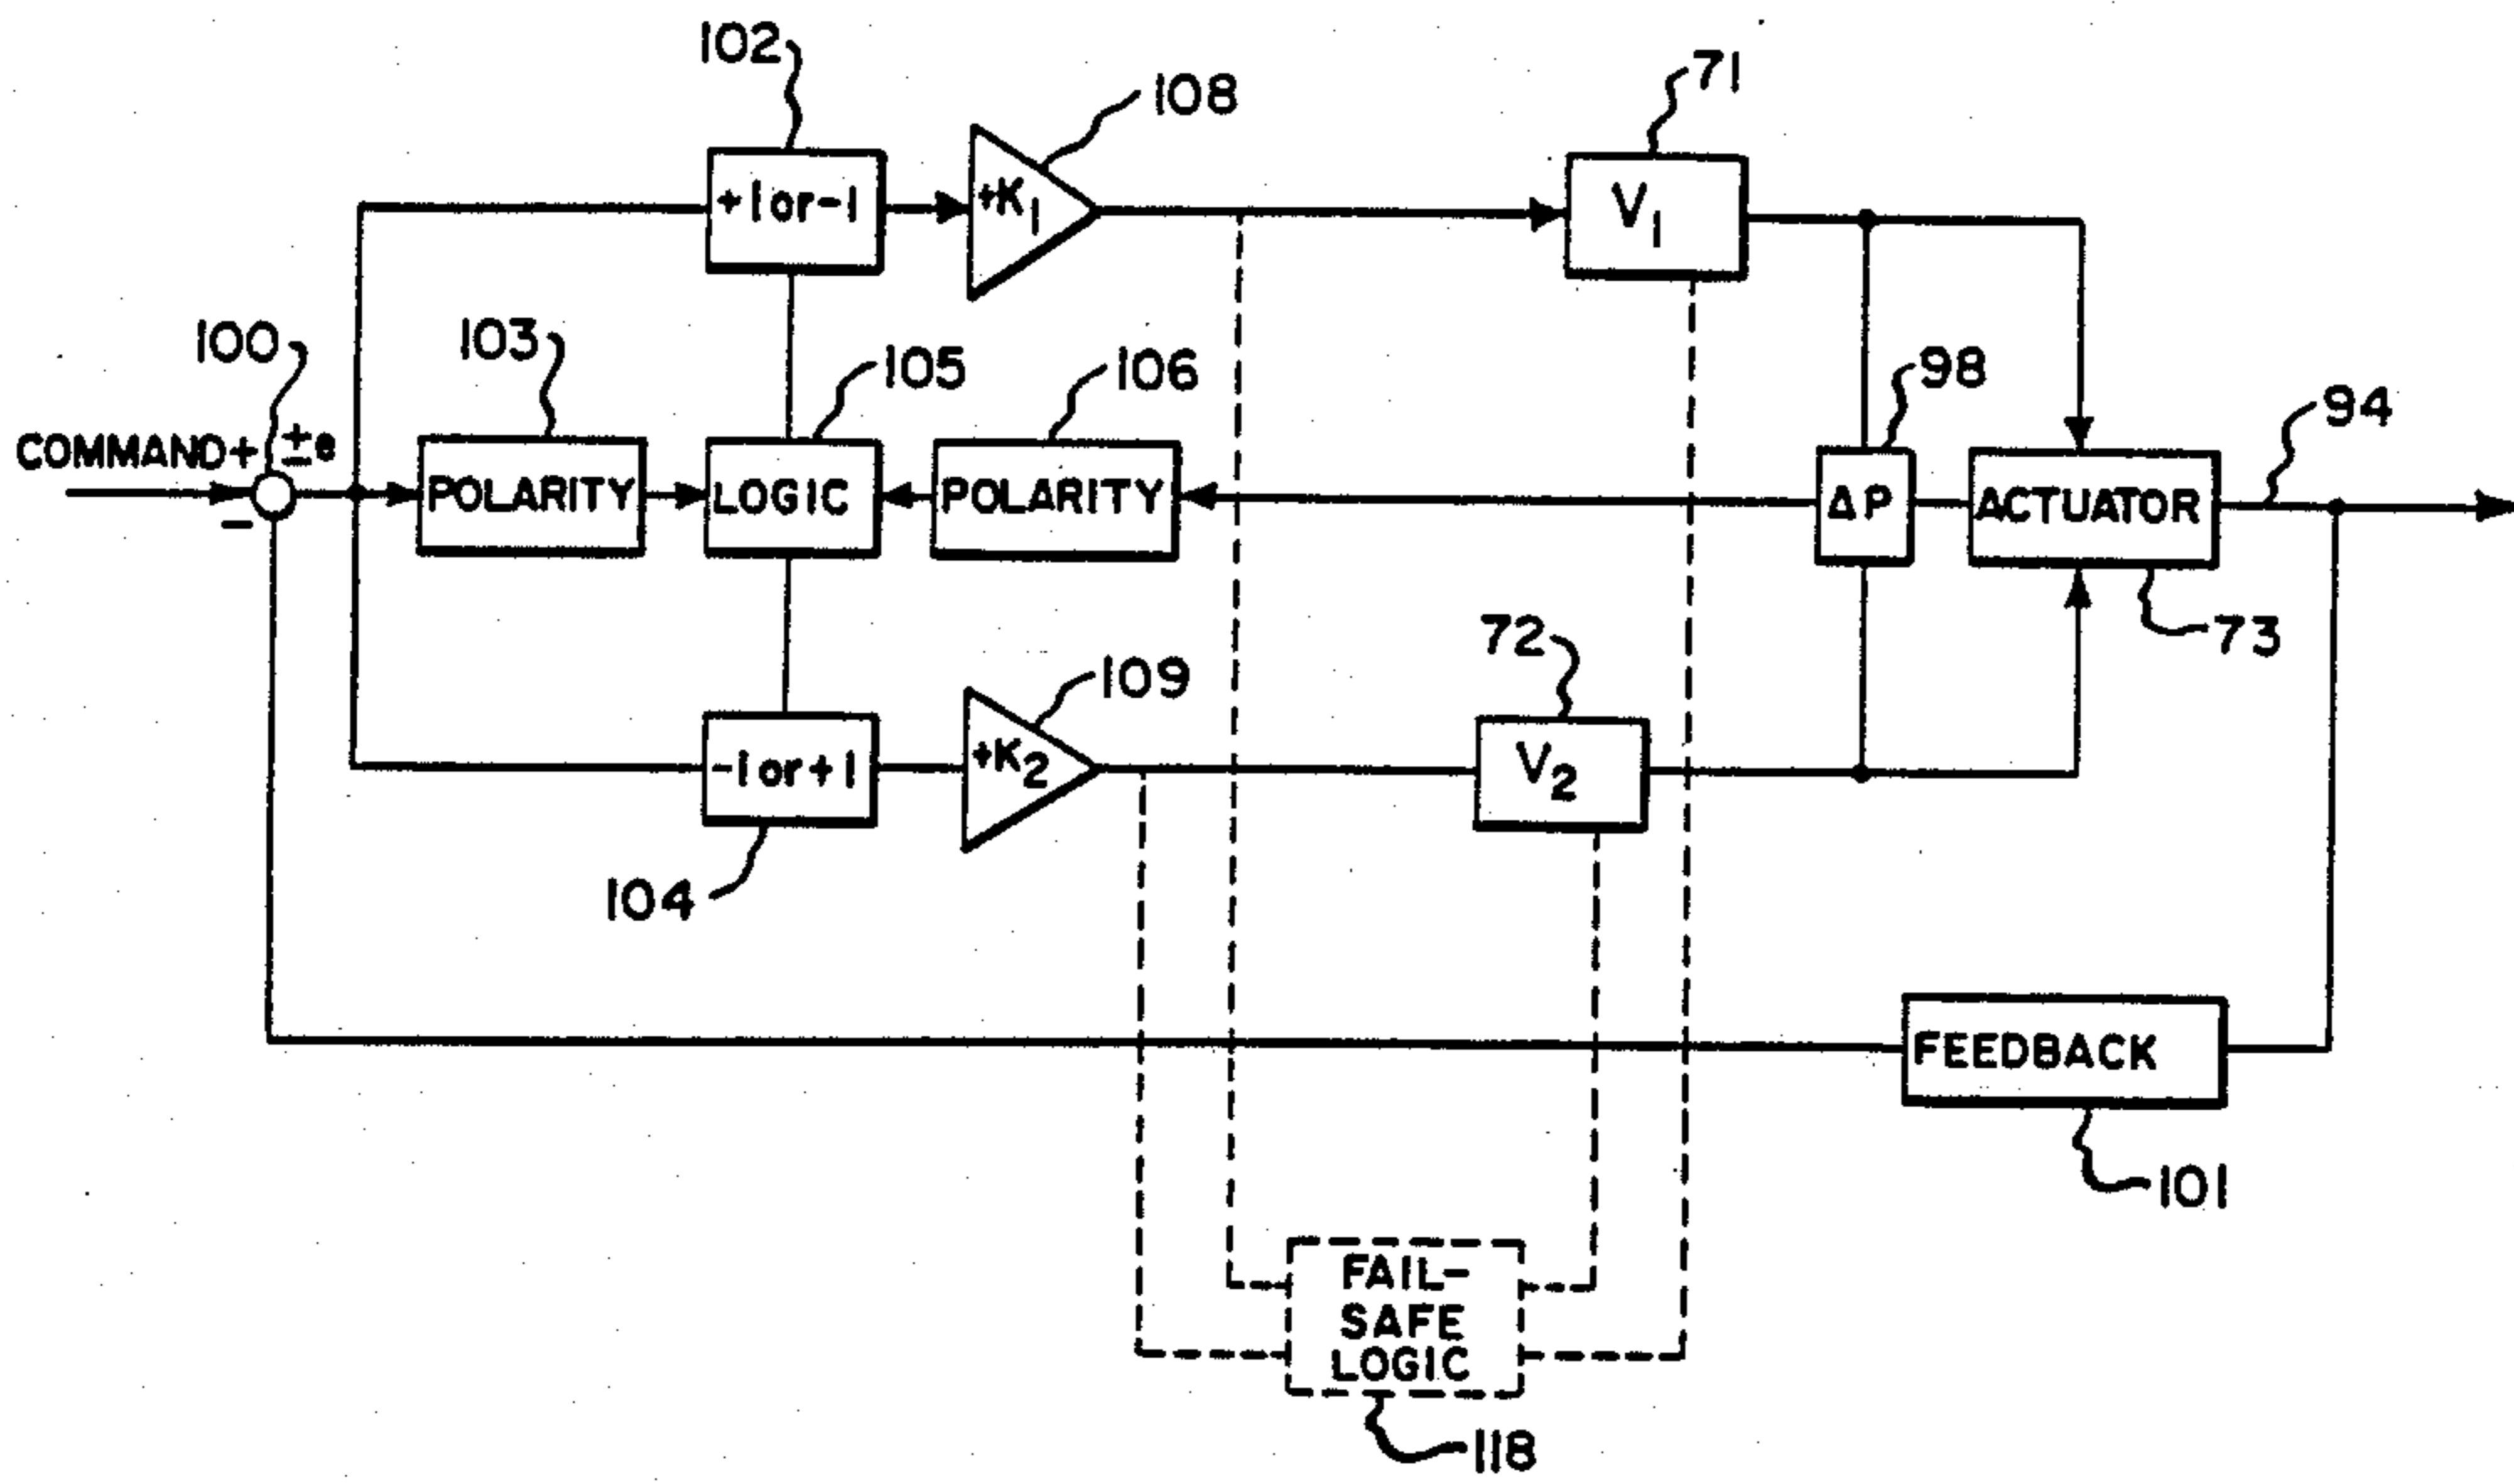 102
108
71
+1 or -1
+K1
V1
100
103
105
106
98
94
COMMAND + ±e
POLARITY
LOGIC
POLARITY
ΔP
ACTUATOR
−
72
73
109
-1 or +1
+K2
V2
104
FEEDBACK
101
FAIL-
SAFE
LOGIC
118